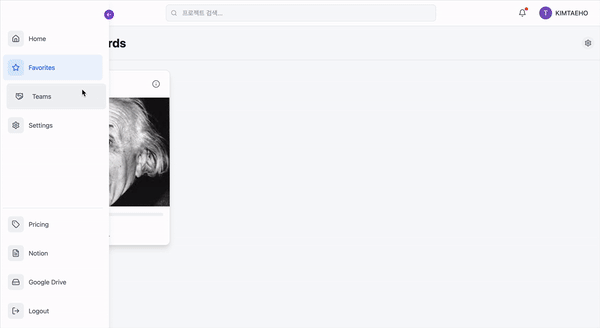 프로젝트 검색...
T KIMTAEHO
rds
Home
Favorites
Teams
Settings
Pricing
Notion
Google Drive
Logout